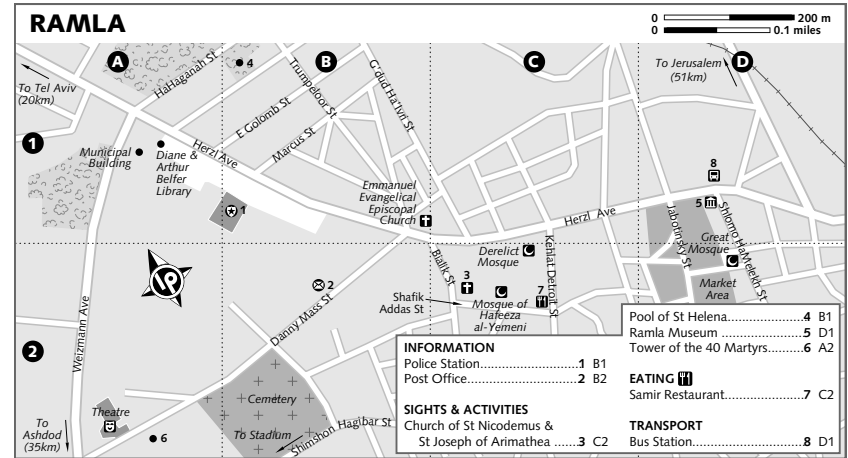 RAMLA
0 200 m
0 0.1 miles
A
B
C
D
1
2
To Tel Aviv
(20km)
HaHaganah St
4
Trumpeldor St
G'dud Ha'Ivri St
To Jerusalem
(51km)
E Golomb St
Marcus St
Herzl Ave
Municipal
Building
Diane &
Arthur
Belfer
Library
1
Emmanuel
Evangelical
Episcopal
Church
Herzl Ave
8
5
Jabotinsky St
Shlomo HaMelekh St
Great
Mosque
Market
Area
Derelict
Mosque
Kehlat Detroit St
Bialik St
3
7
Shafik
Addas St
Mosque of
Hafeeza
al-Yemeni
2
LP
Danny Mass St
Weizmann Ave
Cemetery
Theatre
6
To
Ashdod
(35km)
To Stadium
Shimshon Hagibar St
INFORMATION
Police Station..............................1 B1
Post Office.................................2 B2
SIGHTS & ACTIVITIES
Church of St Nicodemus &
St Joseph of Arimathea ......3 C2
Pool of St Helena......................4 B1
Ramla Museum ........................5 D1
Tower of the 40 Martyrs..........6 A2
EATING
Samir Restaurant.......................7 C2
TRANSPORT
Bus Station................................8 D1